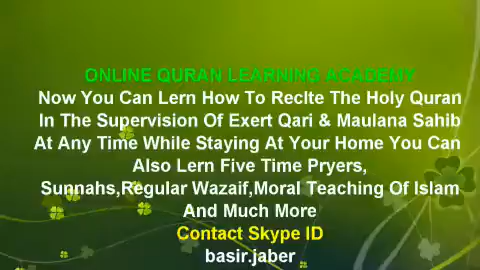 ONLINE QURAN LEARNING ACADEMY
Now You Can Lern How To RecIte The Holy Quran
In The Supervision Of Exert Qari & Maulana Sahib
At Any Time While Staying At Your Home You Can
Also Lern Five Time Pryers,
Sunnahs,Regular Wazaif,Moral Teaching Of Islam
And Much More
Contact Skype ID
basir.jaber